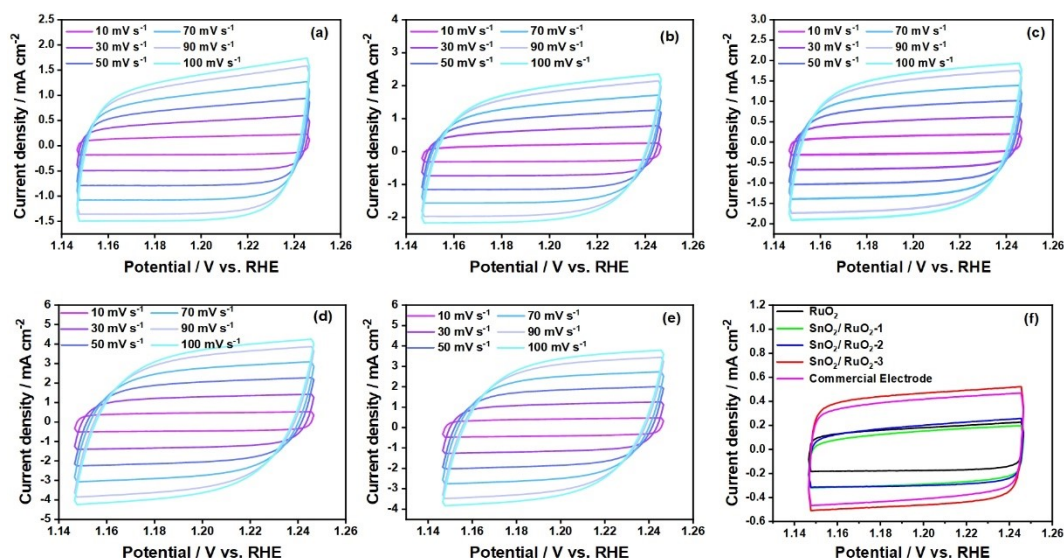 (a)
10 mV s⁻¹ 70 mV s⁻¹
30 mV s⁻¹ 90 mV s⁻¹
50 mV s⁻¹ 100 mV s⁻¹
Current density / mA cm⁻²
2.5
2.0
1.5
1.0
0.5
0.0
-0.5
-1.0
-1.5
1.14 1.16 1.18 1.20 1.22 1.24 1.26
Potential / V vs. RHE
(b)
10 mV s⁻¹ 70 mV s⁻¹
30 mV s⁻¹ 90 mV s⁻¹
50 mV s⁻¹ 100 mV s⁻¹
Current density / mA cm⁻²
4
3
2
1
0
-1
-2
1.14 1.16 1.18 1.20 1.22 1.24 1.26
Potential / V vs. RHE
(c)
10 mV s⁻¹ 70 mV s⁻¹
30 mV s⁻¹ 90 mV s⁻¹
50 mV s⁻¹ 100 mV s⁻¹
Current density / mA cm⁻²
3.0
2.5
2.0
1.5
1.0
0.5
0.0
-0.5
-1.0
-1.5
-2.0
1.14 1.16 1.18 1.20 1.22 1.24 1.26
Potential / V vs. RHE
(d)
10 mV s⁻¹ 70 mV s⁻¹
30 mV s⁻¹ 90 mV s⁻¹
50 mV s⁻¹ 100 mV s⁻¹
Current density / mA cm⁻²
6
5
4
3
2
1
0
-1
-2
-3
-4
-5
1.14 1.16 1.18 1.20 1.22 1.24 1.26
Potential / V vs. RHE
(e)
10 mV s⁻¹ 70 mV s⁻¹
30 mV s⁻¹ 90 mV s⁻¹
50 mV s⁻¹ 100 mV s⁻¹
Current density / mA cm⁻²
6
5
4
3
2
1
0
-1
-2
-3
-4
1.14 1.16 1.18 1.20 1.22 1.24 1.26
Potential / V vs. RHE
(f)
RuO₂
SnO₂/ RuO₂-1
SnO₂/ RuO₂-2
SnO₂/ RuO₂-3
Commercial Electrode
Current density / mA cm⁻²
1.2
1.0
0.8
0.6
0.4
0.2
0.0
-0.2
-0.4
-0.6
1.14 1.16 1.18 1.20 1.22 1.24 1.26
Potential / V vs. RHE